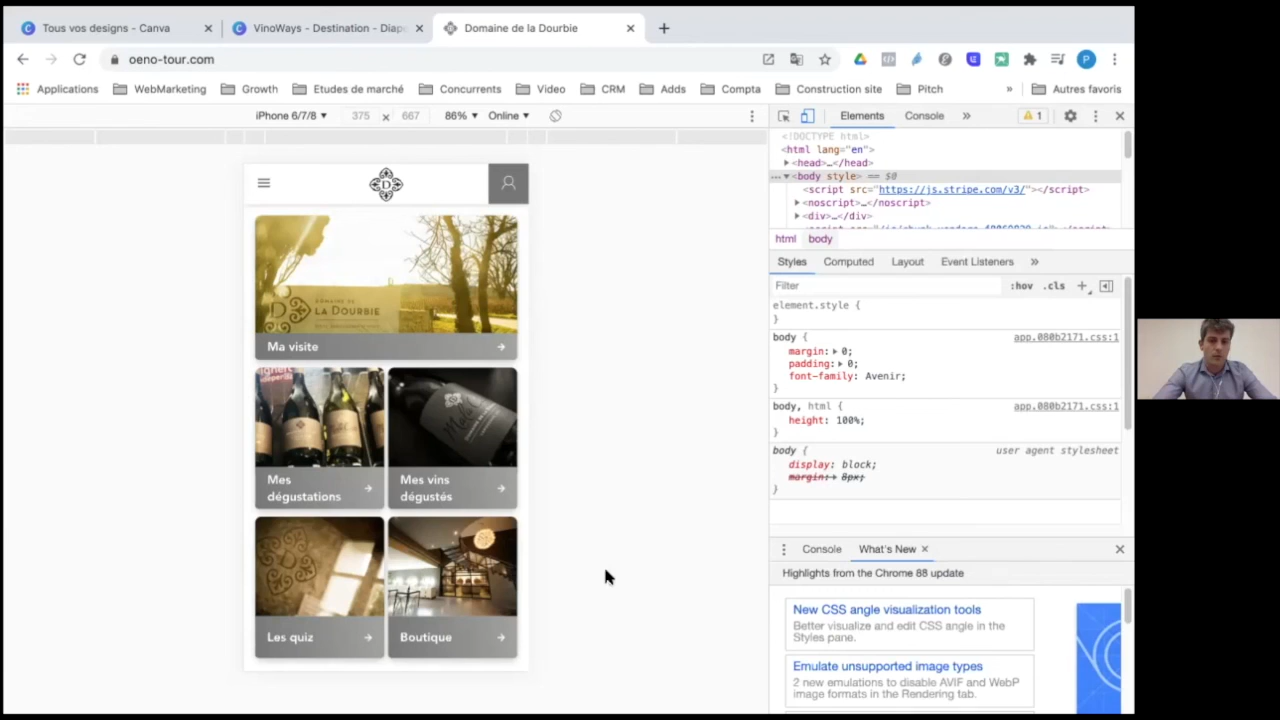 Tous vos designs - Canva
VinoWays - Destination - Diap
Domaine de la Dourbie
oeno-tour.com
Applications
WebMarketing
Growth
Etudes de marché
Concurrents
Video
CRM
Adds
Compta
Construction site
Pitch
»
Autres favoris
iPhone 6/7/8 ▾
375 x 667
86% ▾
Online ▾
Elements
Console
»
1
<!DOCTYPE html>
<html lang="en">
▸<head>…</head>
…▾<body style> == $0
<script src="https://js.stripe.com/v3/"></script>
▸<noscript>…</noscript>
▸<div>…</div>
html
body
Styles
Computed
Layout
Event Listeners
»
Filter
:hov
.cls
+
element.style {
}
body {
app.080b2171.css:1
margin:▸ 0;
padding:▸ 0;
font-family: Avenir;
}
body, html {
app.080b2171.css:1
height: 100%;
}
body {
user agent stylesheet
display: block;
margin:▸ 8px;
}
Console
What's New
Highlights from the Chrome 88 update
New CSS angle visualization tools
Better visualize and edit CSS angle in the
Styles pane.
Emulate unsupported image types
2 new emulations to disable AVIF and WebP
image formats in the Rendering tab.
D
DOMAINE DE
LA DOURBIE
Ma visite
Mes
dégustations
Mes vins
dégustés
Les quiz
Boutique
P